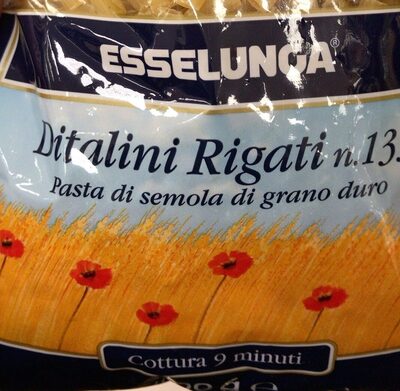 ESSELUNGA®
Ditalini Rigati n.13
Pasta di semola di grano duro
Cottura 9 minuti